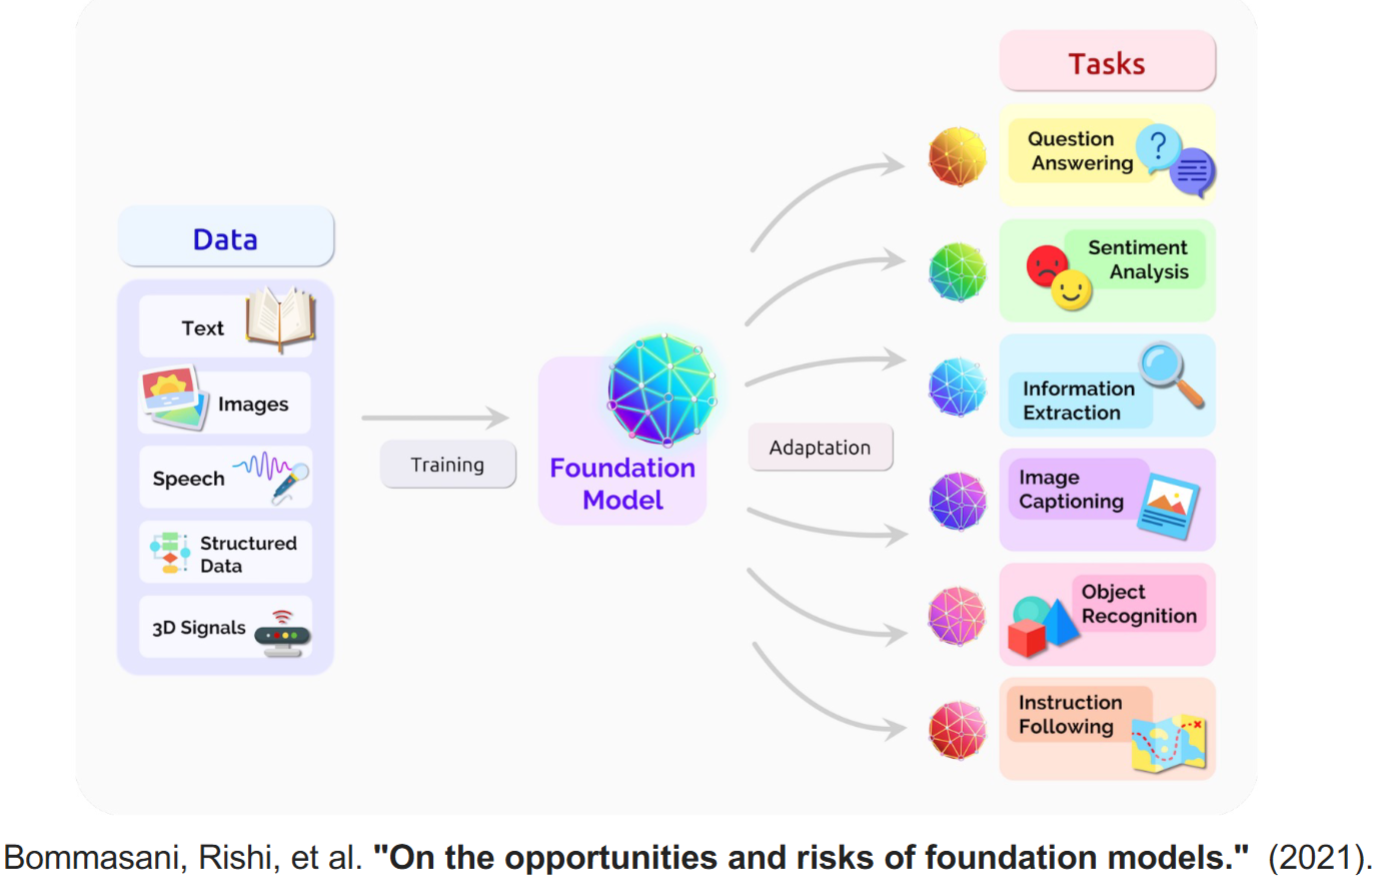 Tasks
Question
Answering
?
Sentiment
Analysis
Data
Text
Images
Speech
Structured
Data
3D Signals
Training
Foundation
Model
Adaptation
Information
Extraction
Image
Captioning
Object
Recognition
Instruction
Following
Bommasani, Rishi, et al. "On the opportunities and risks of foundation models." (2021).